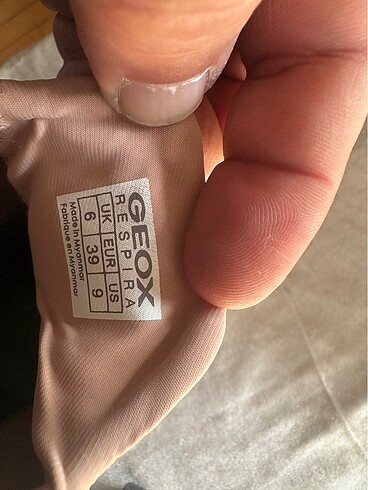 GEOX
RESPIRA
UK EUR US
6 39 9
Made in Myanmar
Fabriqué en Myanmar